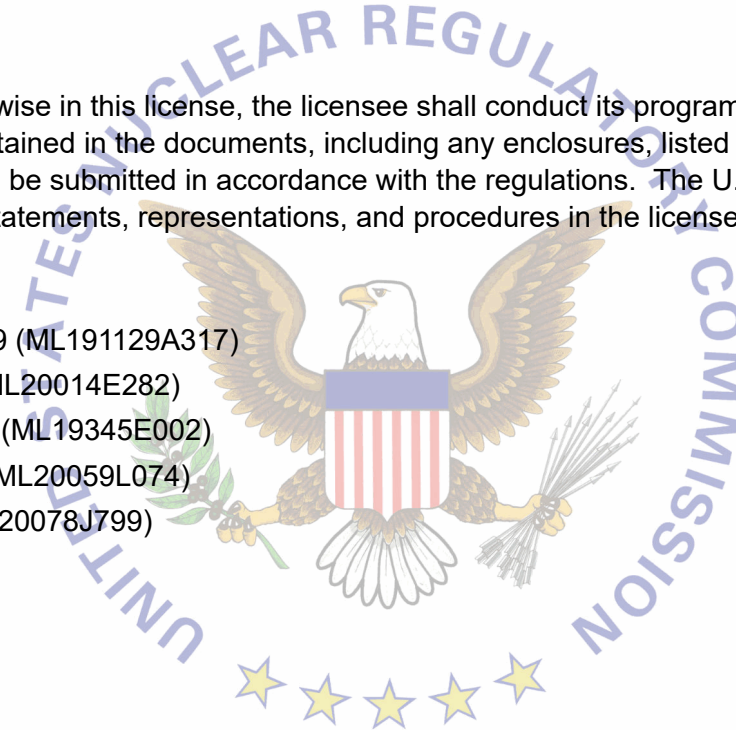 UNITED STATES NUCLEAR REGULATORY COMMISSION
wise in this license, the licensee shall conduct its program
tained in the documents, including any enclosures, listed
be submitted in accordance with the regulations. The U.
tatements, representations, and procedures in the license
9 (ML191129A317)
ML20014E282)
(ML19345E002)
ML20059L074)
20078J799)